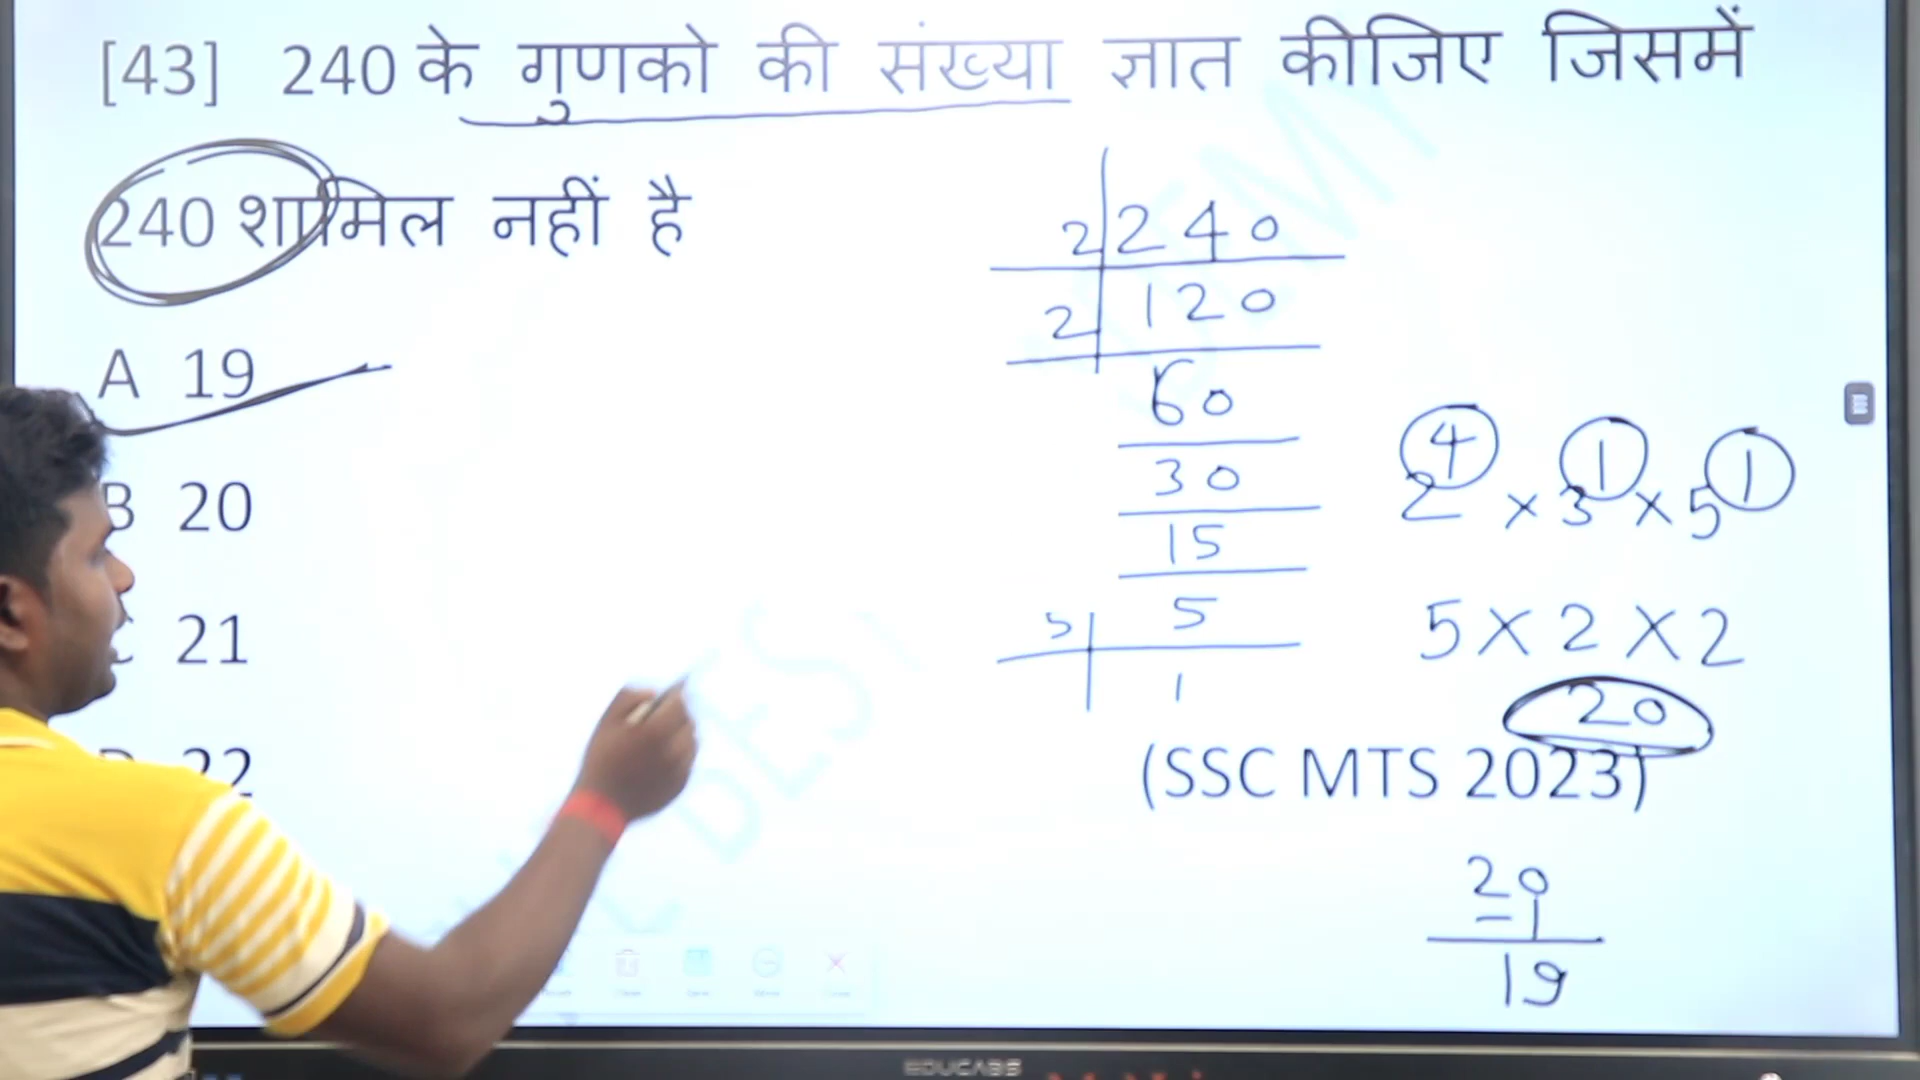 [43] 240 के गुणको की संख्या ज्ञात कीजिए जिसमें
240 शामिल नहीं है
A 19
B 20
C 21
22
2 240
2 120
60
30
15
5 5
1
2^4 × 3^1 × 5^1
5 × 2 × 2
20
(SSC MTS 2023)
20
-1
19
EDUCABS